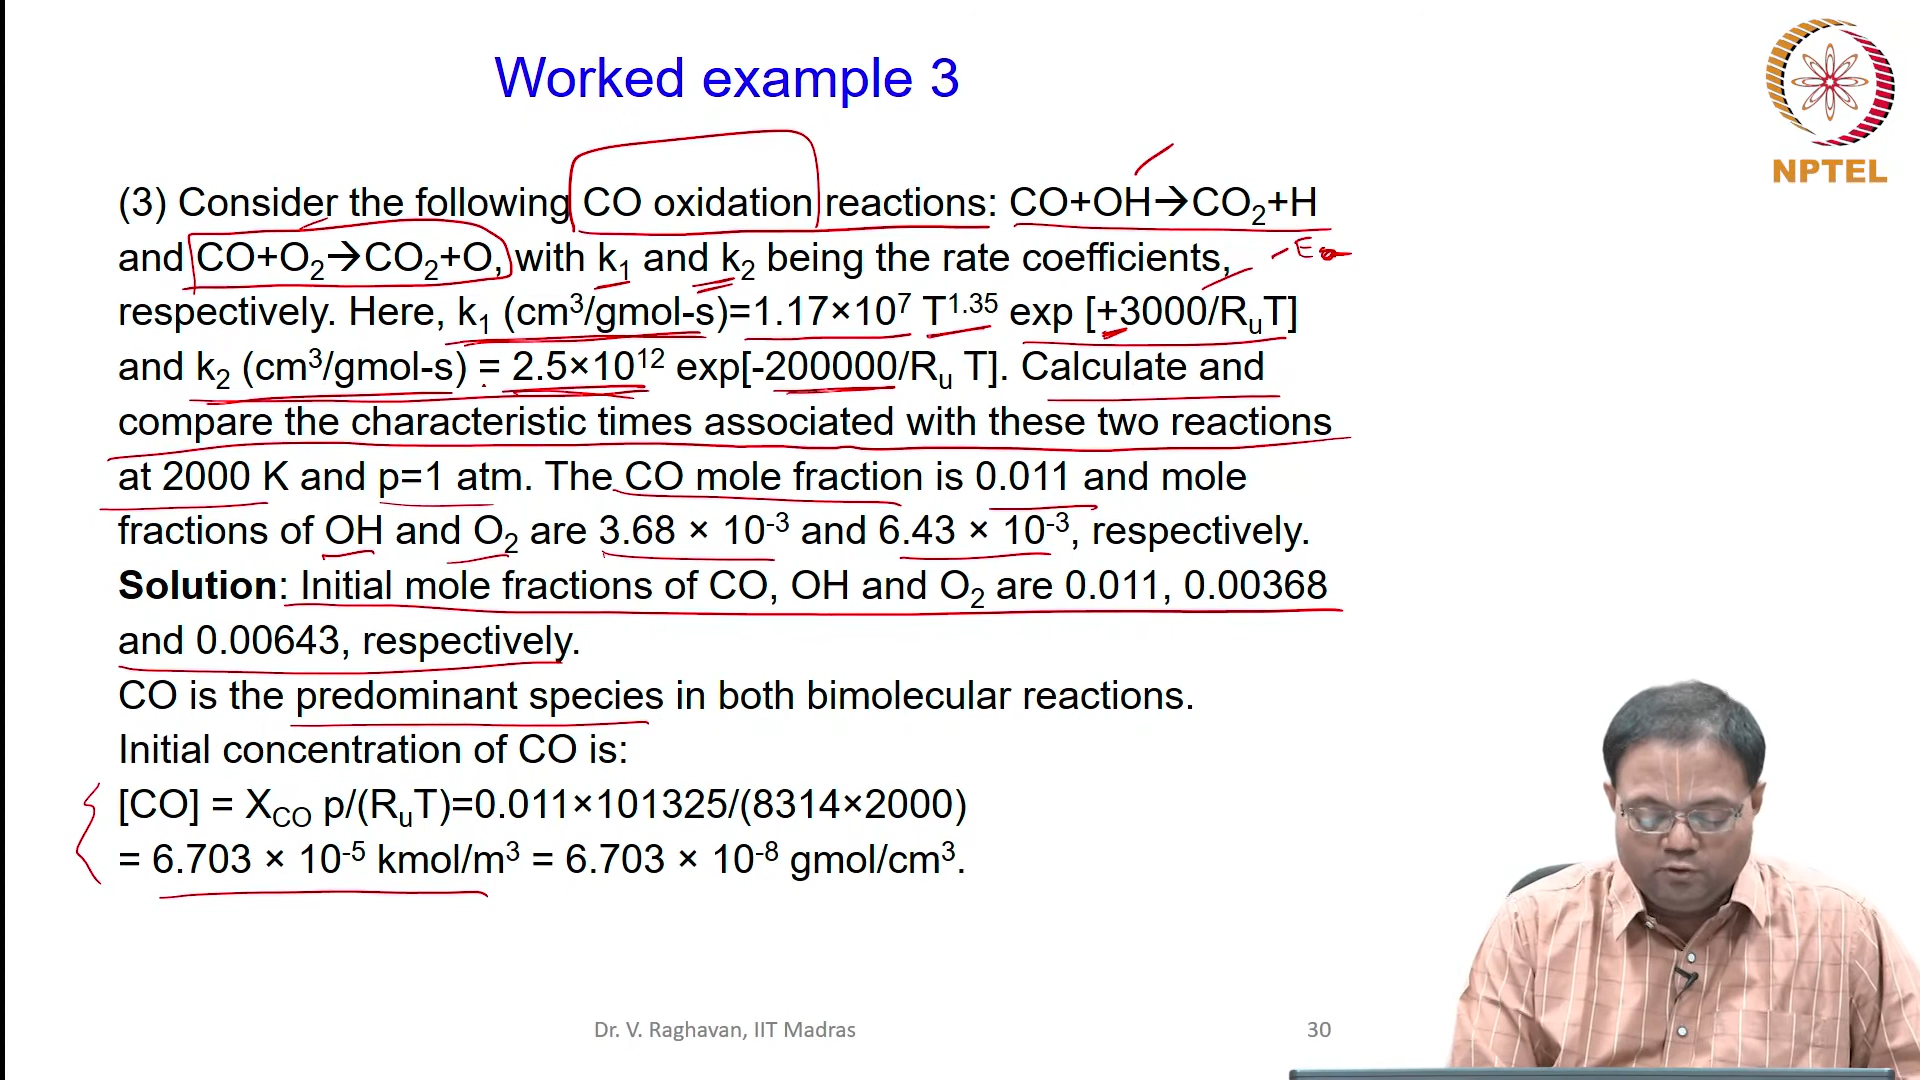 Worked example 3
NPTEL
(3) Consider the following CO oxidation reactions: CO+OH→CO₂+H
and CO+O₂→CO₂+O, with k₁ and k₂ being the rate coefficients,
respectively. Here, k₁ (cm³/gmol-s)=1.17×10⁷ T¹·³⁵ exp [+3000/RᵤT]
and k₂ (cm³/gmol-s) = 2.5×10¹² exp[-200000/Rᵤ T]. Calculate and
compare the characteristic times associated with these two reactions
at 2000 K and p=1 atm. The CO mole fraction is 0.011 and mole
fractions of OH and O₂ are 3.68 × 10⁻³ and 6.43 × 10⁻³, respectively.
Solution: Initial mole fractions of CO, OH and O₂ are 0.011, 0.00368
and 0.00643, respectively.
CO is the predominant species in both bimolecular reactions.
Initial concentration of CO is:
[CO] = X_CO p/(RᵤT)=0.011×101325/(8314×2000)
= 6.703 × 10⁻⁵ kmol/m³ = 6.703 × 10⁻⁸ gmol/cm³.
Dr. V. Raghavan, IIT Madras
30